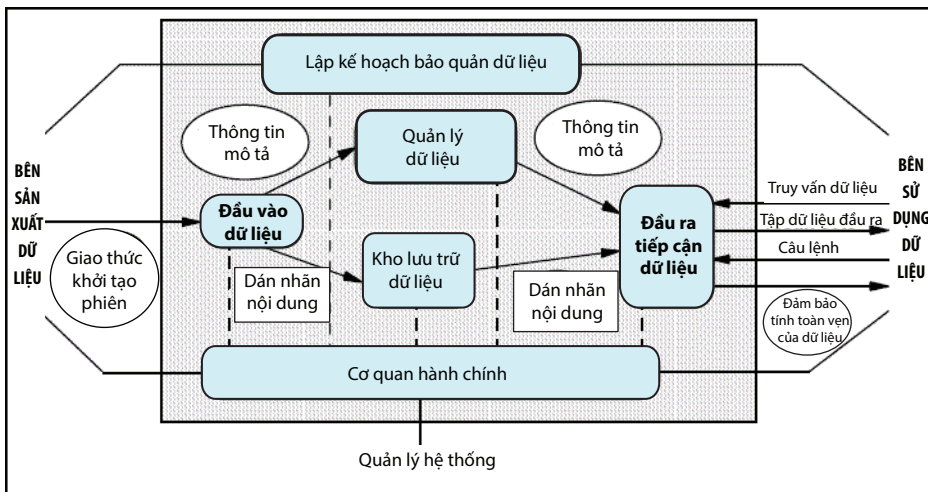 Lập kế hoạch bảo quản dữ liệu
Thông tin
mô tả
Quản lý
dữ liệu
Thông tin
mô tả
BÊN
SẢN
XUẤT
DỮ
LIỆU
Đầu vào
dữ liệu
Giao thức
khởi tạo
phiên
Dán nhãn
nội dung
Kho lưu trữ
dữ liệu
Dán nhãn
nội dung
Đầu ra
tiếp cận
dữ liệu
Truy vấn dữ liệu
Tập dữ liệu đầu ra
Câu lệnh
Đảm bảo
tính toàn vẹn
của dữ liệu
BÊN
SỬ
DỤNG
DỮ
LIỆU
Cơ quan hành chính
Quản lý hệ thống